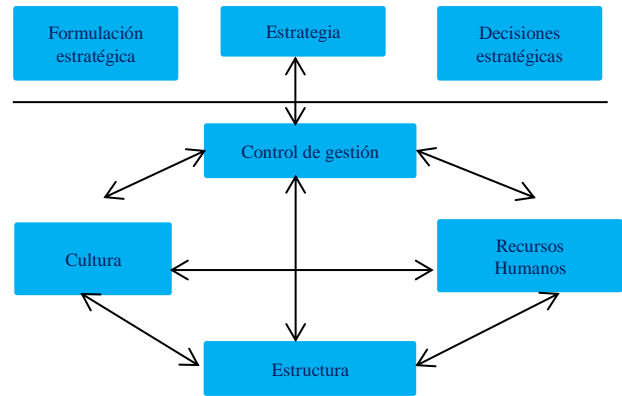 Formulación
estratégica
Estrategia
Decisiones
estratégicas
Control de gestión
Cultura
Recursos
Humanos
Estructura